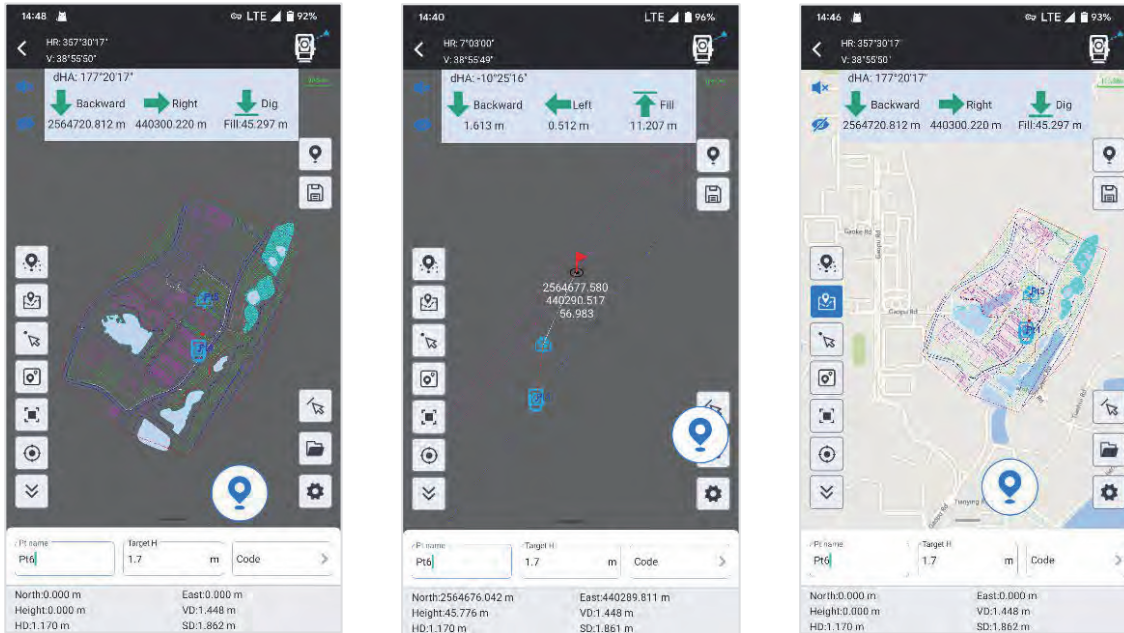 14:48
LTE 92%
HR: 357°30'17"
V: 38°55'50"
dHA: 177°20'17"
Backward
Right
Dig
2564720.812 m
440300.220 m
Fill:45.297 m
Pt name
Pt6
Target H
1.7 m
Code
North:0.000 m
East:0.000 m
Height:0.000 m
VD:1.448 m
HD:1.170 m
SD:1.862 m
14:40
LTE 96%
HR: 7°03'00"
V: 38°55'49"
dHA: -10°25'16"
Backward
Left
Fill
1.613 m
0.512 m
11.207 m
2564677.580
440290.517
56.983
Pt name
Pt6
Target H
1.7 m
Code
North:2564676.042 m
East:440289.811 m
Height:45.776 m
VD:1.448 m
HD:1.170 m
SD:1.861 m
14:46
LTE 93%
HR: 357°30'17"
V: 38°55'50"
dHA: 177°20'17"
Backward
Right
Dig
2564720.812 m
440300.220 m
Fill:45.297 m
Gaoke Rd
Gaopu Rd
Gaopu Rd
Pt name
Pt6
Target H
1.7 m
Code
North:0.000 m
East:0.000 m
Height:0.000 m
VD:1.448 m
HD:1.170 m
SD:1.862 m